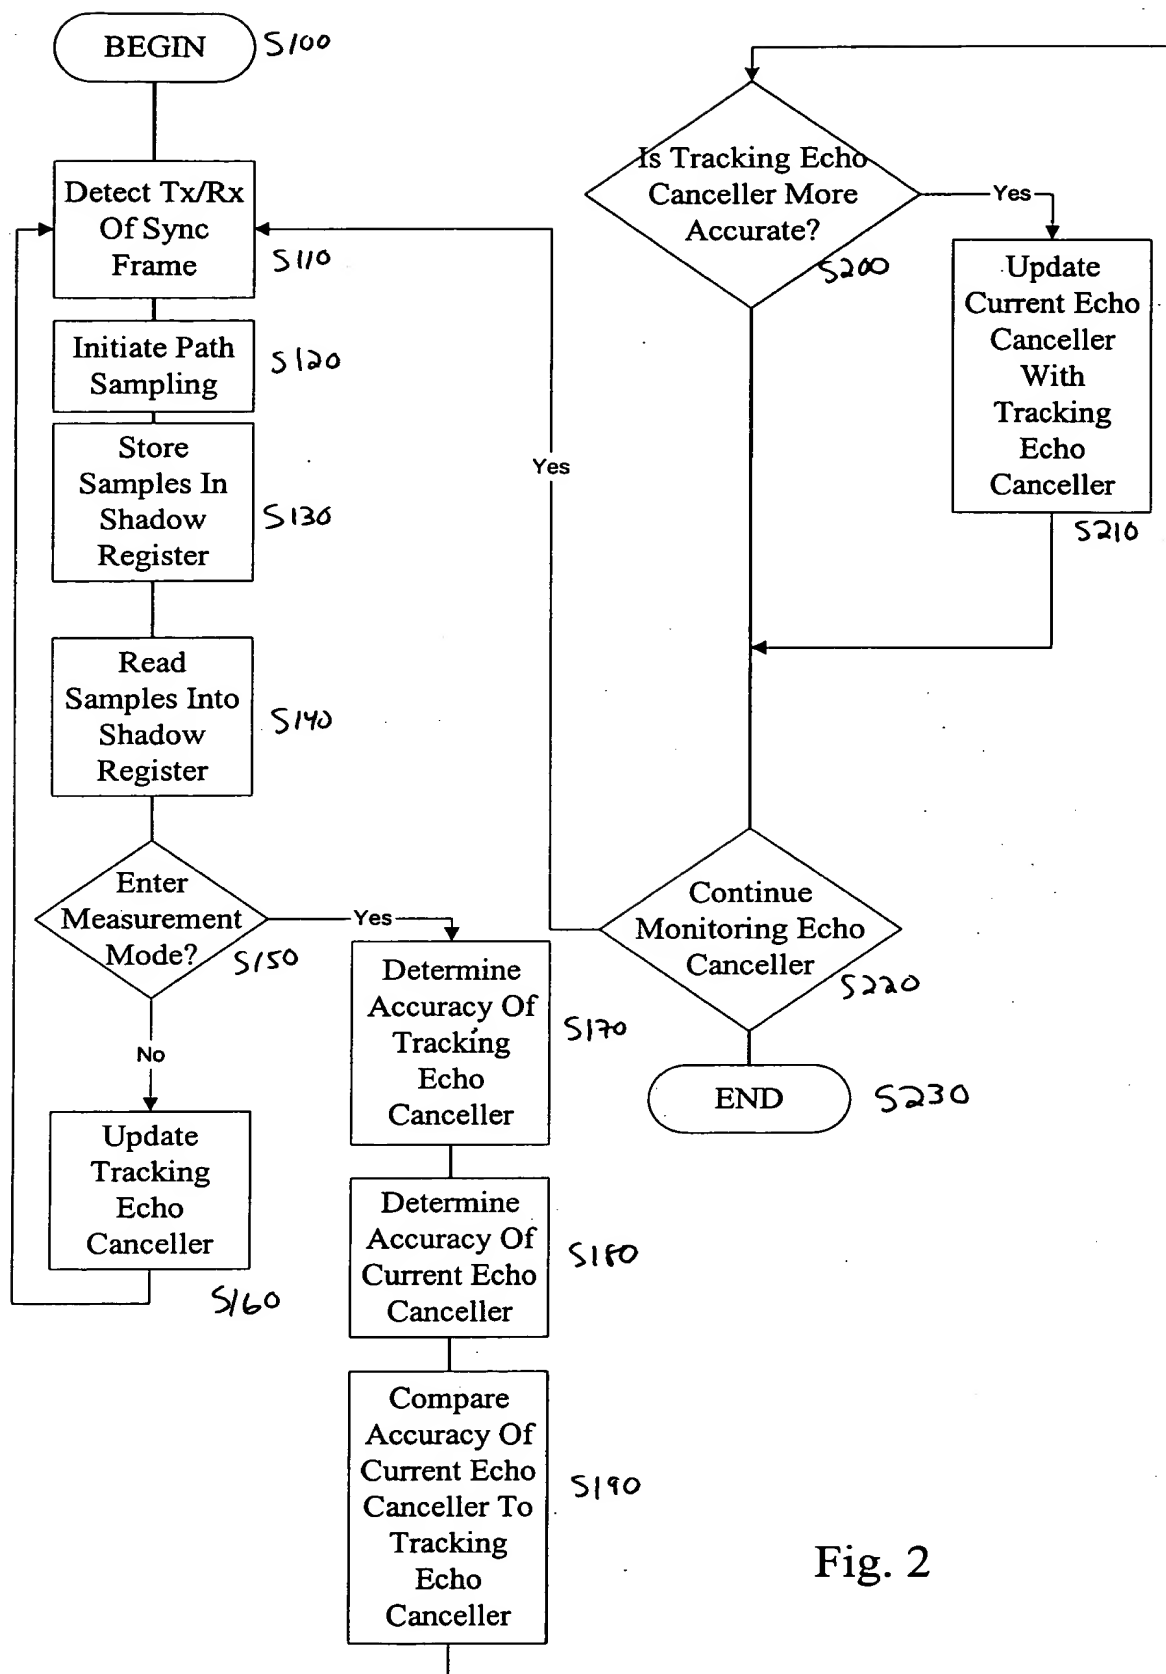 BEGIN
S100
Detect Tx/Rx
Of Sync
Frame
S110
Initiate Path
Sampling
S120
Store
Samples In
Shadow
Register
S130
Read
Samples Into
Shadow
Register
S140
Enter
Measurement
Mode?
S150
Yes
No
Update
Tracking
Echo
Canceller
S160
Determine
Accuracy Of
Tracking
Echo
Canceller
S170
Determine
Accuracy Of
Current Echo
Canceller
S180
Compare
Accuracy Of
Current Echo
Canceller To
Tracking
Echo
Canceller
S190
Is Tracking Echo
Canceller More
Accurate?
S200
Yes
Update
Current Echo
Canceller
With
Tracking
Echo
Canceller
S210
Continue
Monitoring Echo
Canceller
S220
Yes
END
S230
Fig. 2